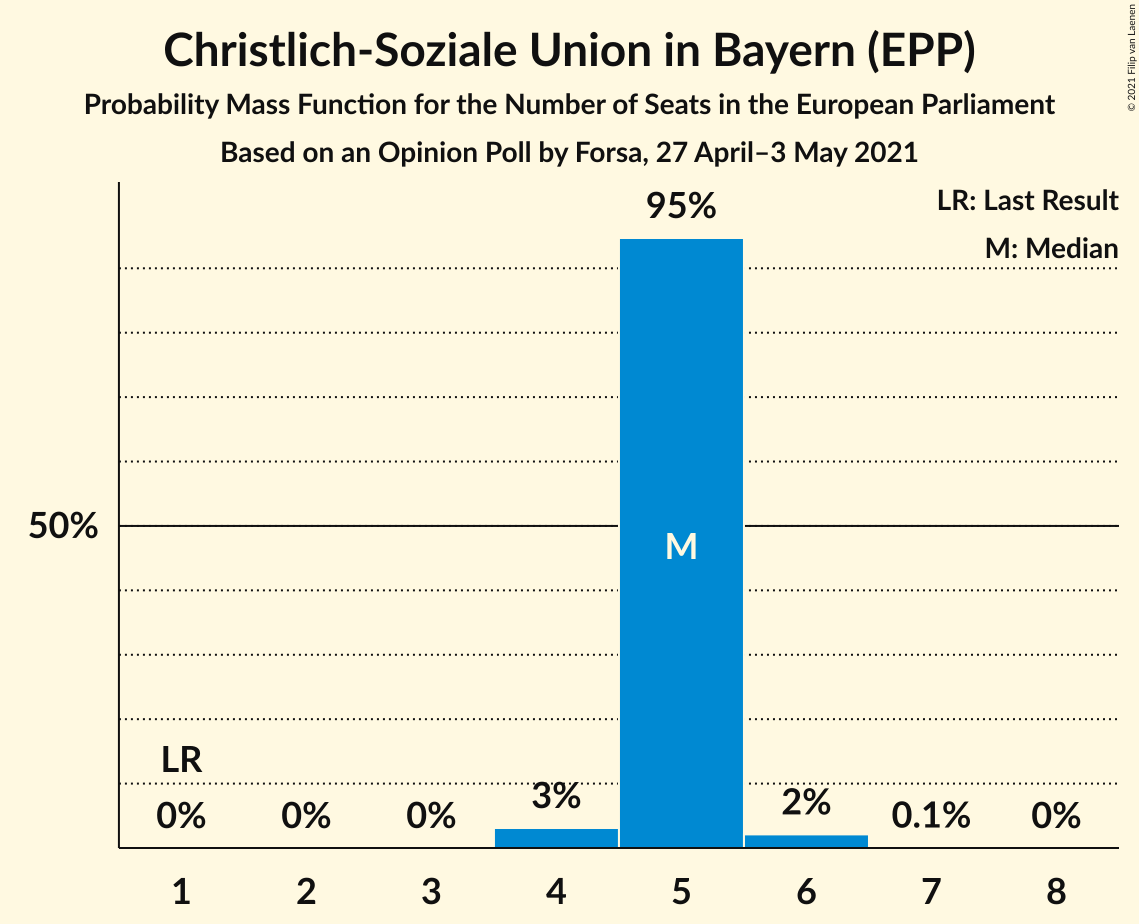 Christlich-Soziale Union in Bayern (EPP)
Probability Mass Function for the Number of Seats in the European Parliament
Based on an Opinion Poll by Forsa, 27 April–3 May 2021
© 2021 Filip van Laenen
LR: Last Result
M: Median
95%
50%
M
LR
0% 0% 0% 3% 2% 0.1% 0%
1 2 3 4 5 6 7 8